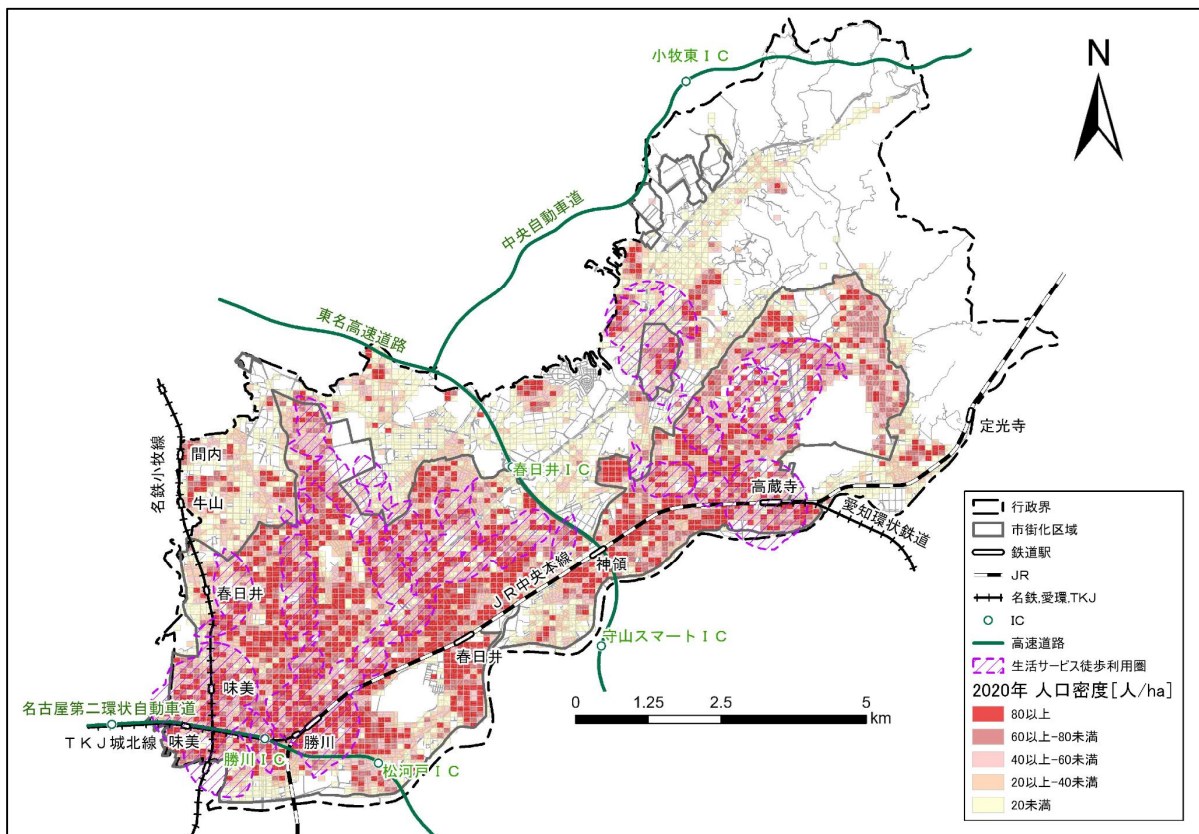 小牧東IC
N
中央自動車道
東名高速道路
定光寺
名鉄小牧線
間内
牛山
春日井IC
高蔵寺
愛知環状鉄道
JR中央本線
神領
春日井
守山スマートIC
春日井
味美
名古屋第二環状自動車道
TKJ城北線
味美
勝川
勝川IC
松河戸IC
0 1.25 2.5 5
km
行政界
市街化区域
鉄道駅
JR
名鉄,愛環,TKJ
IC
高速道路
生活サービス徒歩利用圏
2020年 人口密度[人/ha]
80以上
60以上-80未満
40以上-60未満
20以上-40未満
20未満